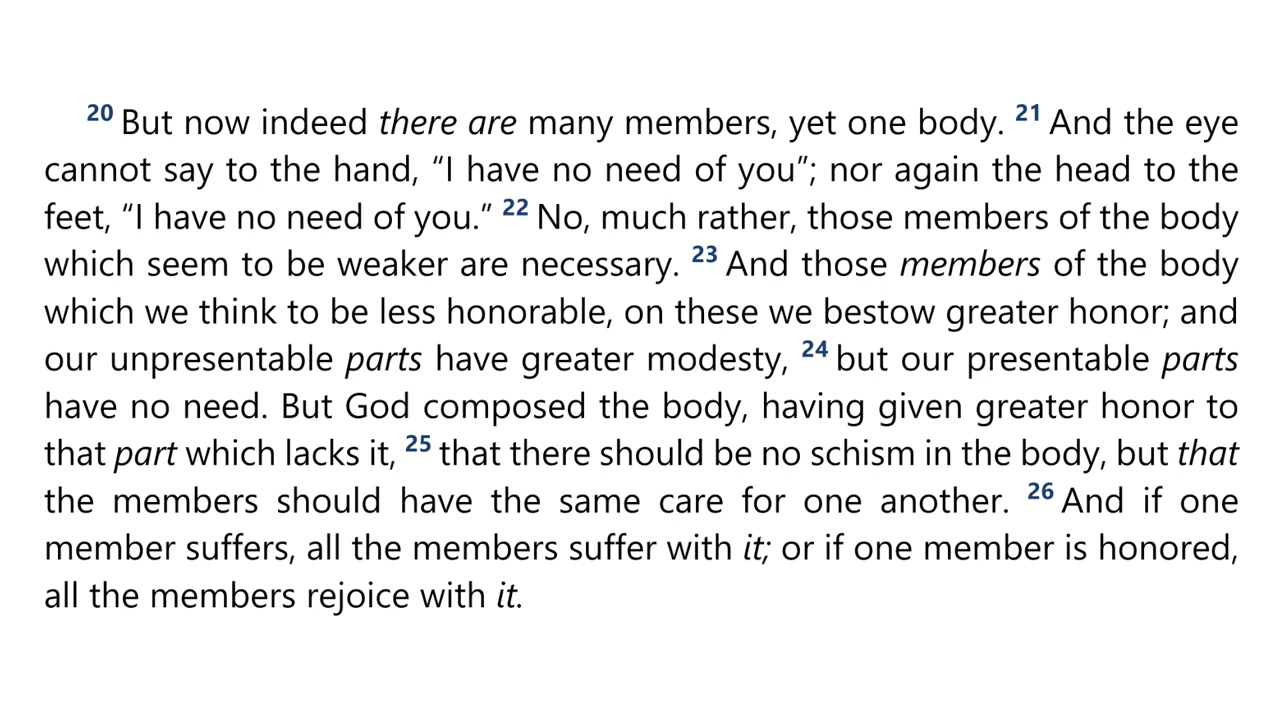 20 But now indeed there are many members, yet one body. 21 And the eye
cannot say to the hand, “I have no need of you”; nor again the head to the
feet, “I have no need of you.” 22 No, much rather, those members of the body
which seem to be weaker are necessary. 23 And those members of the body
which we think to be less honorable, on these we bestow greater honor; and
our unpresentable parts have greater modesty, 24 but our presentable parts
have no need. But God composed the body, having given greater honor to
that part which lacks it, 25 that there should be no schism in the body, but that
the members should have the same care for one another. 26 And if one
member suffers, all the members suffer with it; or if one member is honored,
all the members rejoice with it.